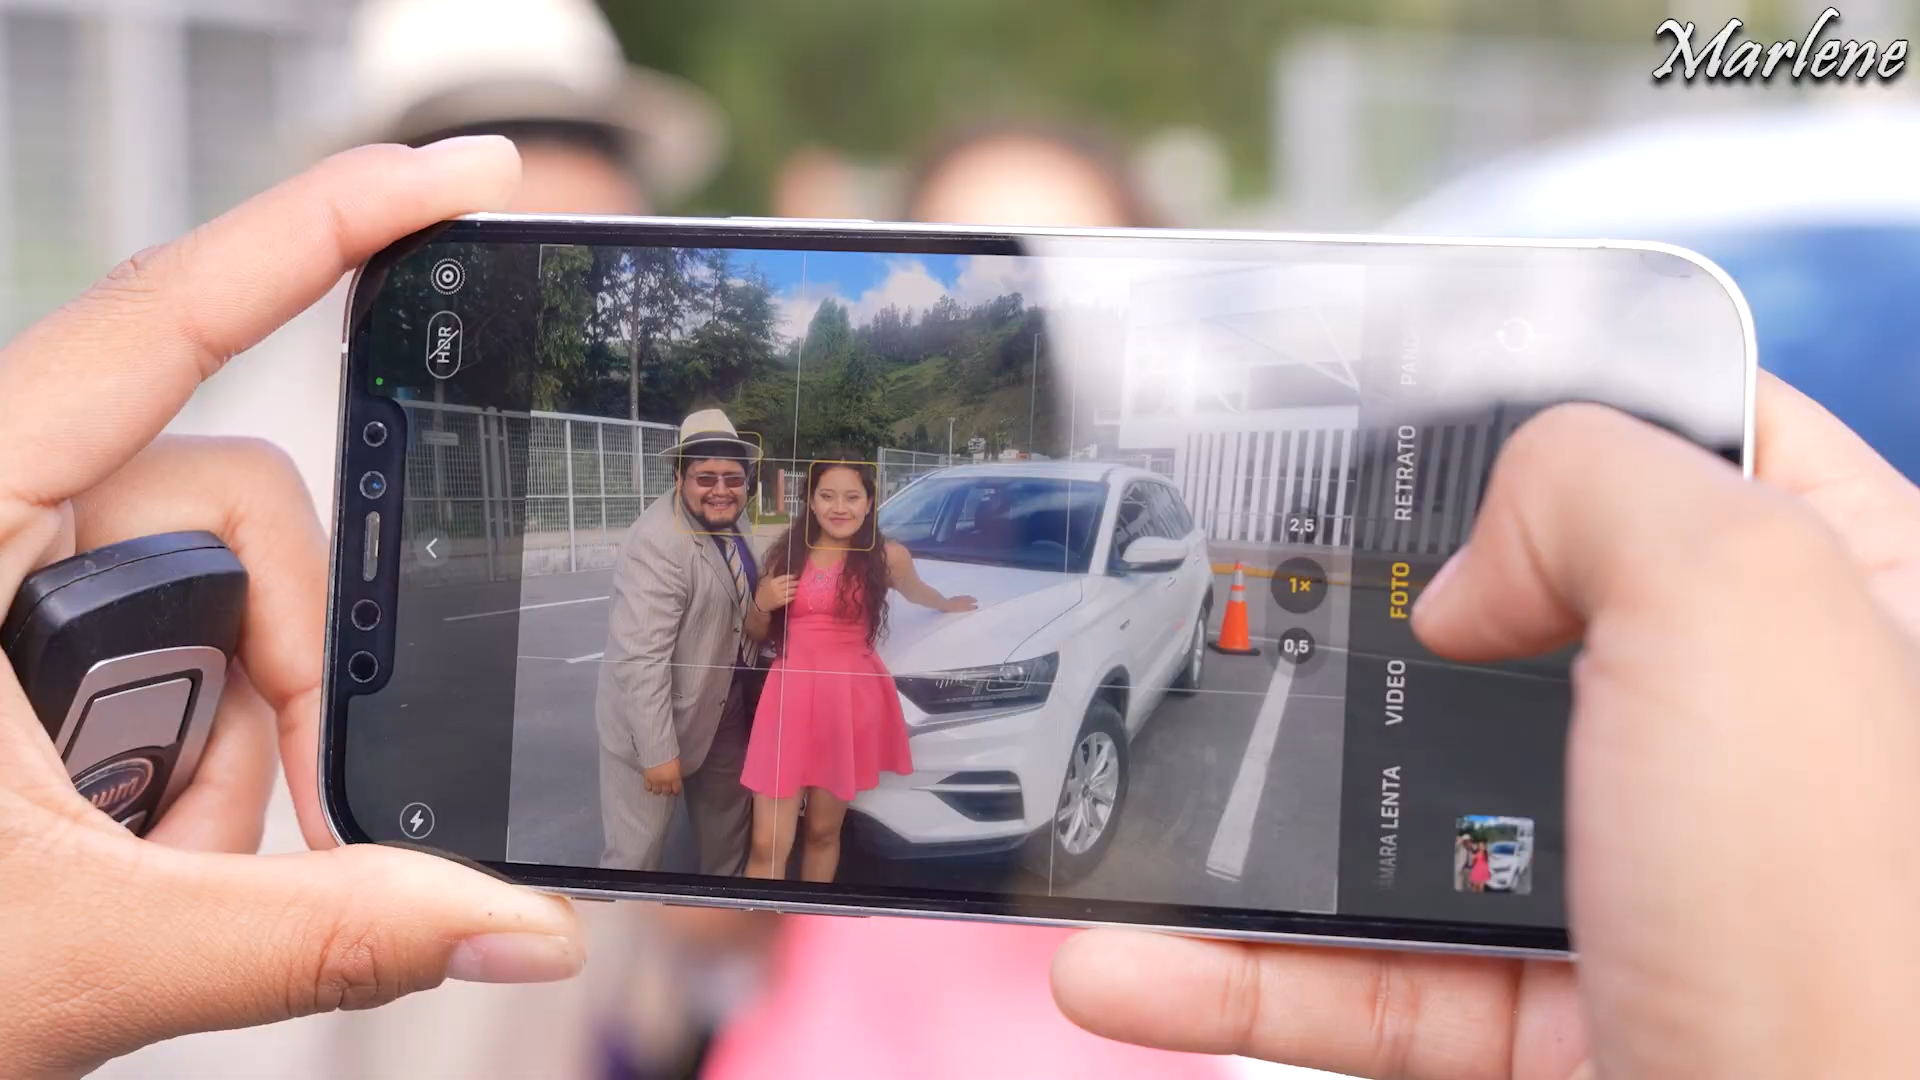 Marlene
HDR
PANO
RETRATO
2,5
1×
FOTO
0,5
VIDEO
ÁMARA LENTA